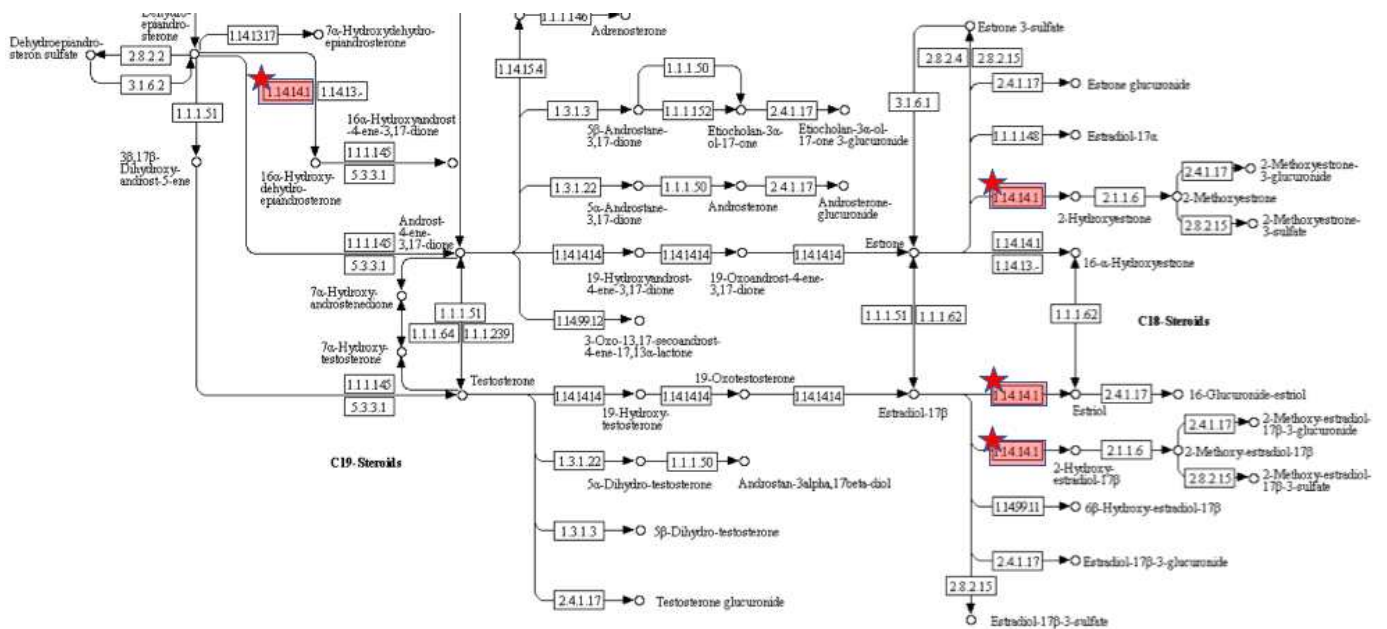 epiandro-
sterone
Dehydroepiandro-
steron sulfate
2.8.2.2
3.1.6.2
1.1.1.51
1.14.13.17
7α-Hydroxydehydro-
epiandrosterone
1.14.14.1
1.14.13.-
16α-Hydroxyandrost
-4-ene-3,17-dione
1.1.1.145
5.3.3.1
3β,17β-
Dihydroxy-
androst-5-ene
16α-Hydroxy-
dehydro-
epiandrosterone
Androst-
4-ene-
3,17-dione
1.1.1.145
5.3.3.1
7α-Hydroxy-
androstenedione
1.1.1.51
1.1.1.64
1.1.1.239
7α-Hydroxy-
testosterone
1.1.1.145
5.3.3.1
Testosterone
C19-Steroids
1.1.1.146
Adrenosterone
1.14.15.4
1.1.1.50
1.3.1.3
1.1.1.152
2.4.1.17
5β-Androstane-
3,17-dione
Etiocholan-3α-
ol-17-one
Etiocholan-3α-ol-
17-one 3-glucuronide
1.3.1.22
1.1.1.50
2.4.1.17
5α-Androstane-
3,17-dione
Androsterone
Androsterone-
glucuronide
1.14.14.14
1.14.14.14
1.14.14.14
19-Hydroxyandrost-
4-ene-3,17-dione
19-Oxoandrost-4-ene-
3,17-dione
1.14.99.12
3-Oxo-13,17-secoandrost-
4-ene-17,13α-lactone
19-Oxotestosterone
1.14.14.14
1.14.14.14
1.14.14.14
19-Hydroxy-
testosterone
1.3.1.22
1.1.1.50
5α-Dihydro-testosterone
Androstan-3alpha,17beta-diol
1.3.1.3
5β-Dihydro-testosterone
2.4.1.17
Testosterone glucuronide
Estrone 3-sulfate
2.8.2.4
2.8.2.15
3.1.6.1
2.4.1.17
Estrone glucuronide
1.1.1.148
Estradiol-17α
1.14.14.1
2-Hydroxyestrone
2.1.1.6
2-Methoxyestrone
2.4.1.17
2-Methoxyestrone-
3-glucuronide
2.8.2.15
2-Methoxyestrone-
3-sulfate
Estrone
1.14.14.1
1.14.13.-
16-α-Hydroxyestrone
1.1.1.51
1.1.1.62
1.1.1.62
C18-Steroids
Estradiol-17β
1.14.14.1
Estriol
2.4.1.17
16-Glucuronide-estriol
1.14.14.1
2-Hydroxy-
estradiol-17β
2.1.1.6
2-Methoxy-estradiol-17β
2.4.1.17
2-Methoxy-estradiol-
17β-3-glucuronide
2.8.2.15
2-Methoxy-estradiol-
17β-3-sulfate
1.14.99.11
6β-Hydroxy-estradiol-17β
2.4.1.17
Estradiol-17β-3-glucuronide
2.8.2.15
Estradiol-17β-3-sulfate